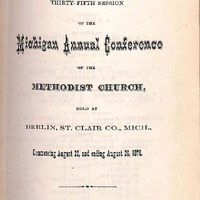 THIRTY-FIFTH SESSION
OF THE
Michigan Annual Conference
OF THE
METHODIST CHURCH,
HELD AT
BERLIN, ST. CLAIR CO., MICH.,
Commencing August 23, and ending August 28, 1876.